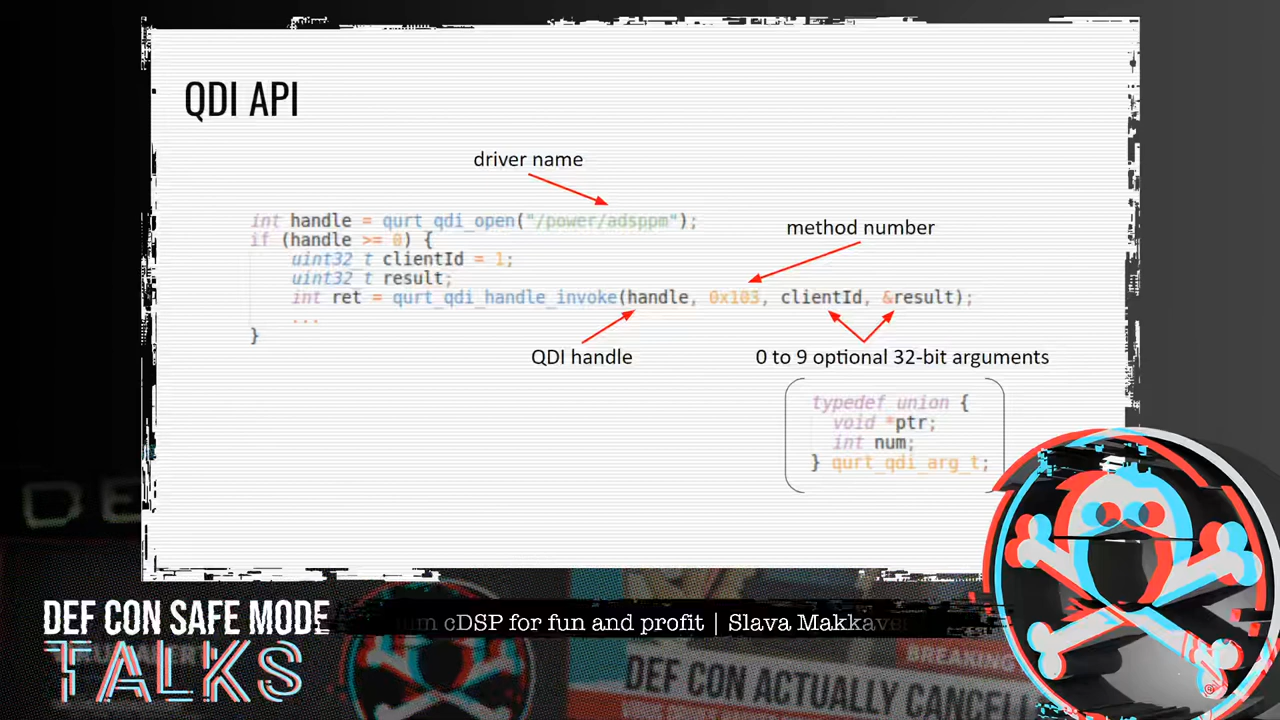 QDI API
driver name
int handle = qurt_qdi_open("/power/adsppm");
method number
if (handle >= 0) {
uint32_t clientId = 1;
uint32_t result;
int ret = qurt_qdi_handle_invoke(handle, 0x103, clientId, &result);
...
}
QDI handle
0 to 9 optional 32-bit arguments
typedef union {
void *ptr;
int num;
} qurt_qdi_arg_t;
DEF CON SAFE MODE
TALKS
cDSP for fun and profit | Slava
BREAKING
DEF CON ACTUALLY